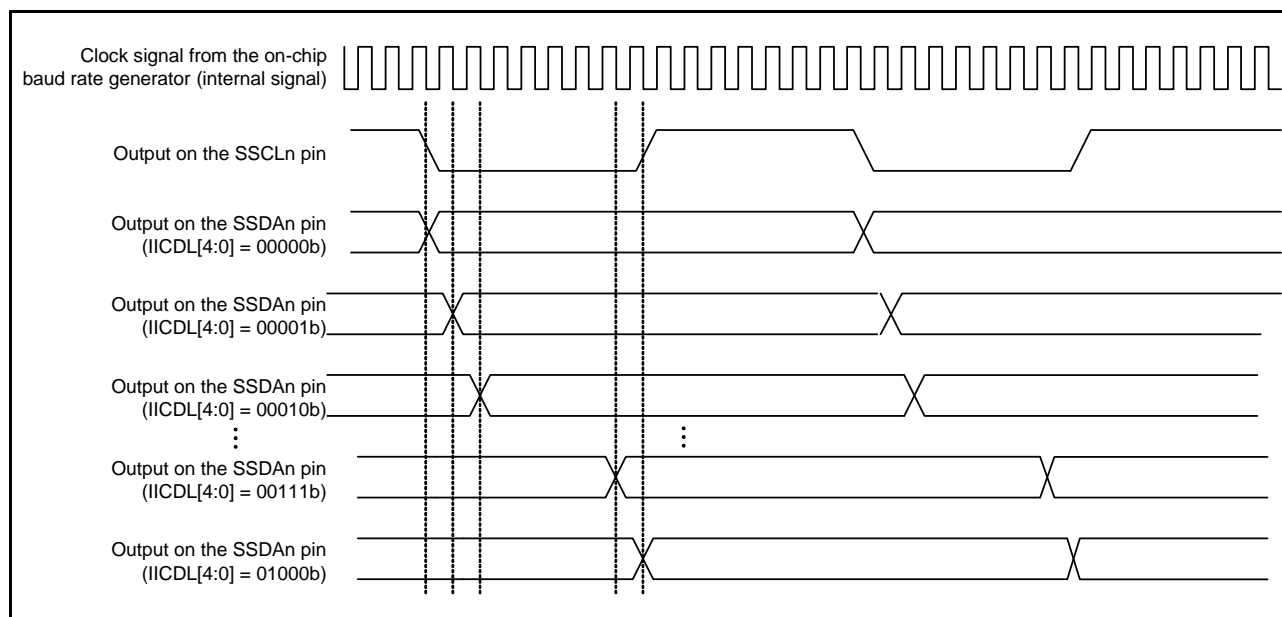 Clock signal from the on-chip
baud rate generator (internal signal)
Output on the SSCLn pin
Output on the SSDAn pin
(IICDL[4:0] = 00000b)
Output on the SSDAn pin
(IICDL[4:0] = 00001b)
Output on the SSDAn pin
(IICDL[4:0] = 00010b)
Output on the SSDAn pin
(IICDL[4:0] = 00111b)
Output on the SSDAn pin
(IICDL[4:0] = 01000b)